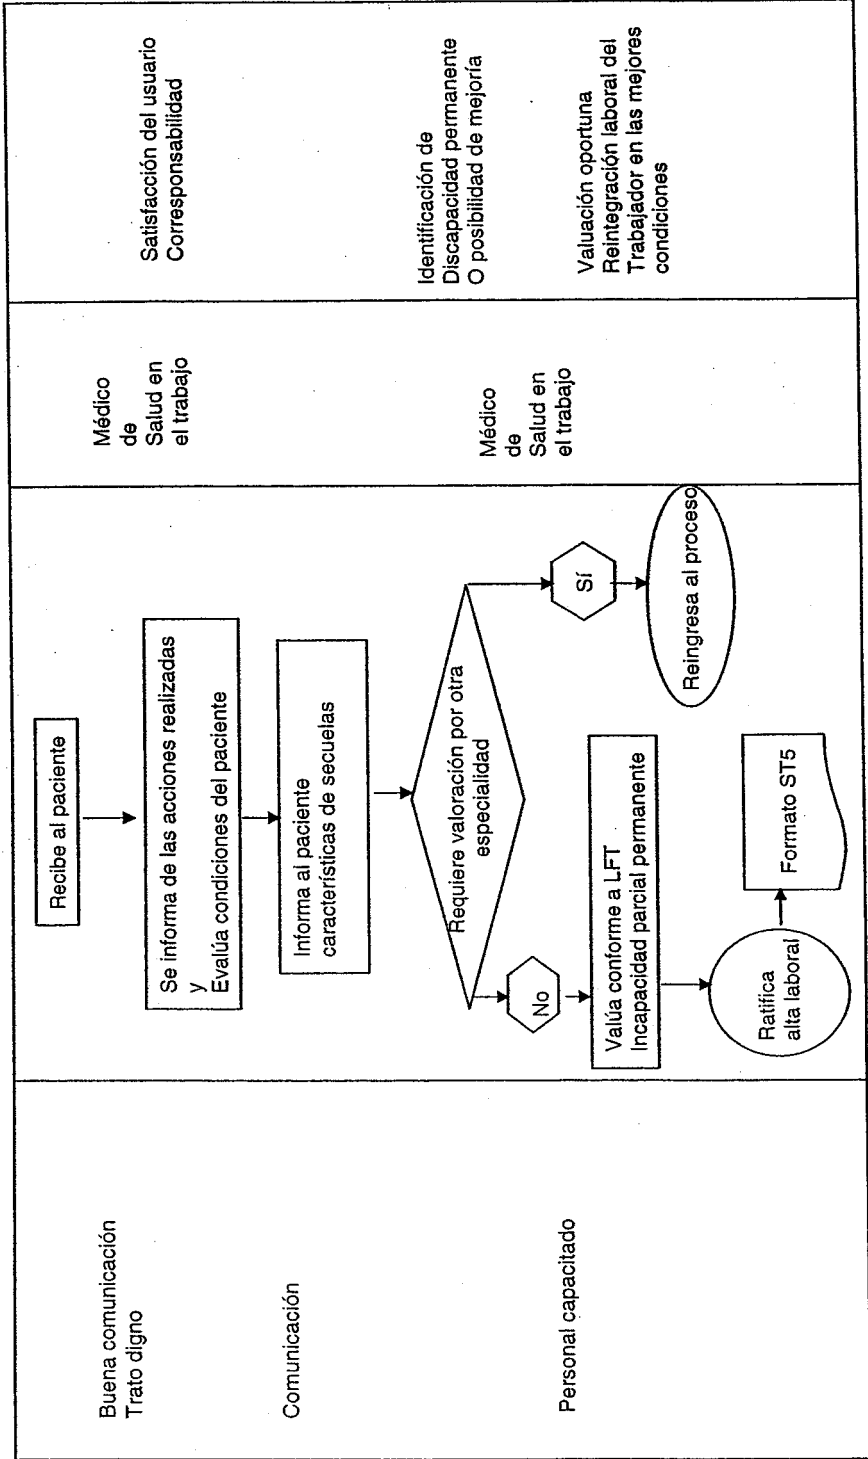 Buena comunicación
Trato digno
Comunicación
Personal capacitado
Recibe al paciente
Se informa de las acciones realizadas
y
Evalúa condiciones del paciente
Informa al paciente
características de secuelas
Requiere valoración por otra
especialidad
No
Sí
Valúa conforme a LFT
Incapacidad parcial permanente
Reingresa al proceso
Ratifica
alta laboral
Formato ST5
Médico
de
Salud en
el trabajo
Médico
de
Salud en
el trabajo
Satisfacción del usuario
Corresponsabilidad
Identificación de
Discapacidad permanente
O posibilidad de mejoría
Valuación oportuna
Reintegración laboral del
Trabajador en las mejores
condiciones